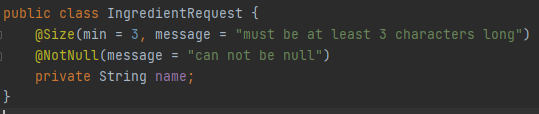 public class IngredientRequest {
    @Size(min = 3, message = "must be at least 3 characters long")
    @NotNull(message = "can not be null")
    private String name;
}